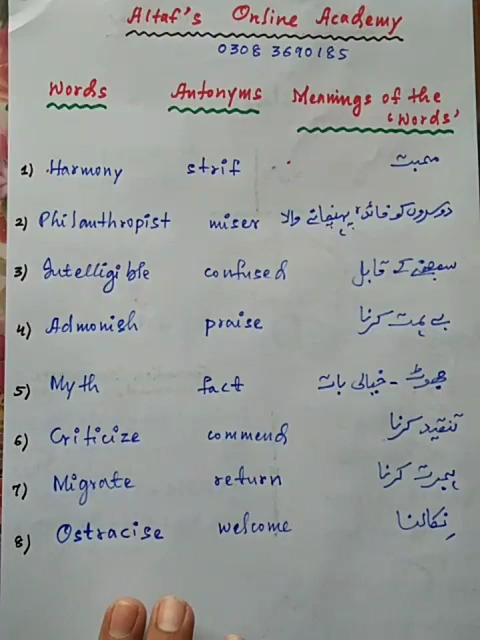 Altaf's Online Academy
0308 3690185
Words Antonyms Meanings of the 'Words'
1) Harmony strif محبت
2) Philanthropist miser دوسروں کو فائدہ پہنچانے والا
3) Intelligible confused سمجھنے کے قابل
4) Admonish praise بے ہمت کرنا
5) Myth fact جھوٹ - خیالی بات
6) Criticize commend تنقید کرنا
7) Migrate return ہجرت کرنا
8) Ostracise welcome نِکالنا